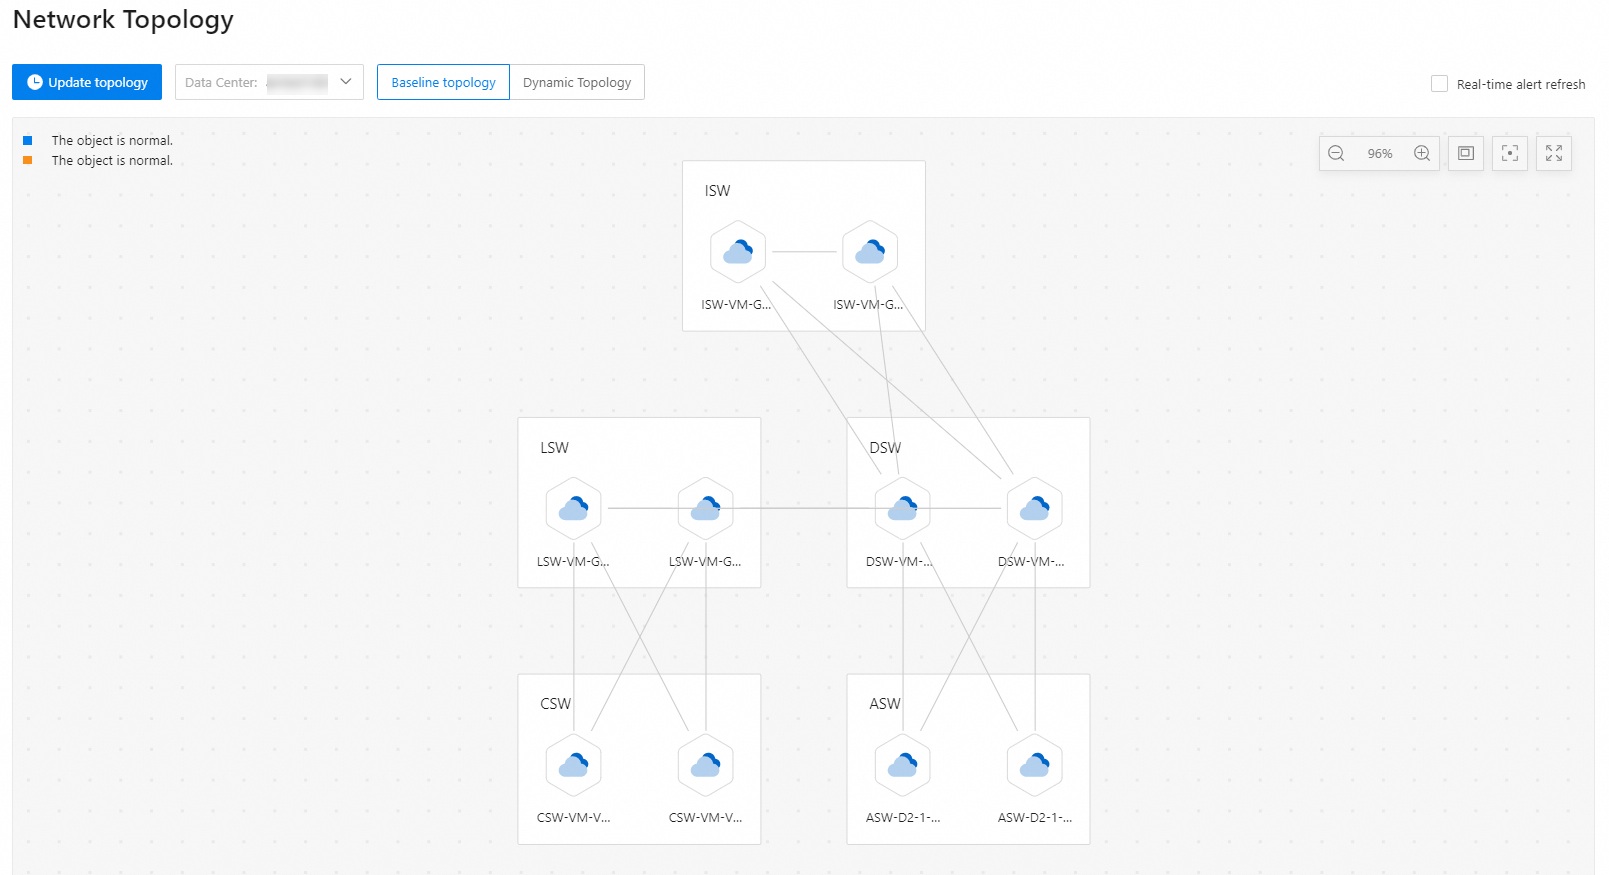 Network Topology
Update topology
Data Center:
Baseline topology
Dynamic Topology
Real-time alert refresh
The object is normal.
The object is normal.
96%
ISW
ISW-VM-G...
ISW-VM-G...
LSW
DSW
LSW-VM-G...
LSW-VM-G...
DSW-VM-...
DSW-VM-...
CSW
ASW
CSW-VM-V...
CSW-VM-V...
ASW-D2-1-...
ASW-D2-1-...